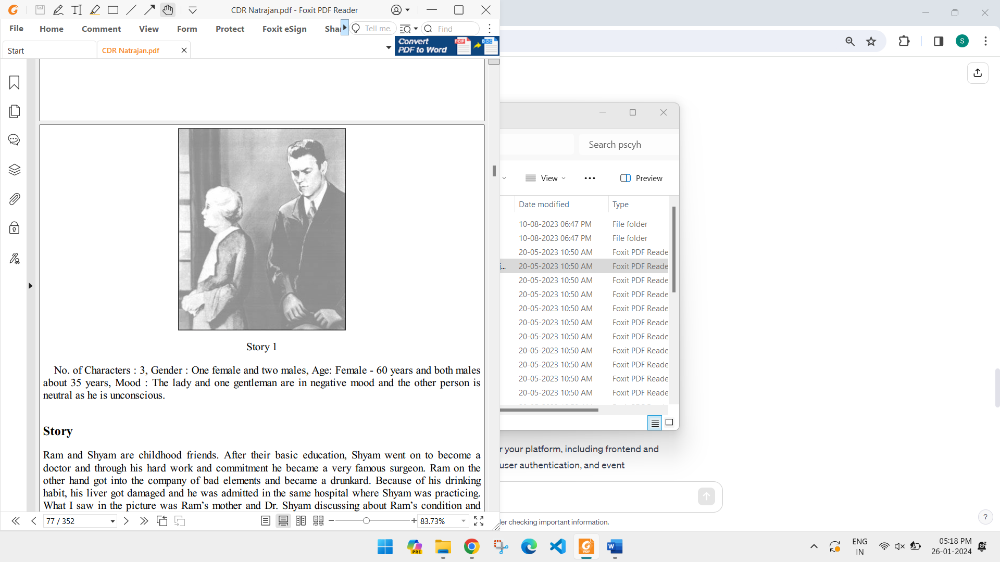 CDR Natrajan.pdf - Foxit PDF Reader
File Home Comment View Form Protect Foxit eSign Tell me. Find
Start CDR Natrajan.pdf
Convert
PDF to Word
PDF DOC
S
Story 1
No. of Characters : 3, Gender : One female and two males, Age: Female - 60 years and both males
about 35 years, Mood : The lady and one gentleman are in negative mood and the other person is
neutral as he is unconscious.
Story
Ram and Shyam are childhood friends. After their basic education, Shyam went on to become a
doctor and through his hard work and commitment he became a very famous surgeon. Ram on the
other hand got into the company of bad elements and became a drunkard. Because of his drinking
habit, his liver got damaged and he was admitted in the same hospital where Shyam was practicing.
What I saw in the picture was Ram's mother and Dr. Shyam discussing about Ram's condition and
77 / 352 83.73%
Search pscyh
View ••• Preview
Date modified Type
10-08-2023 06:47 PM File folder
10-08-2023 06:47 PM File folder
20-05-2023 10:50 AM Foxit PDF Reade
j... 20-05-2023 10:50 AM Foxit PDF Reade
20-05-2023 10:50 AM Foxit PDF Reade
20-05-2023 10:50 AM Foxit PDF Reade
20-05-2023 10:50 AM Foxit PDF Reade
20-05-2023 10:50 AM Foxit PDF Reade
20-05-2023 10:50 AM Foxit PDF Reade
20-05-2023 10:50 AM Foxit PDF Reade
20-05-2023 10:50 AM Foxit PDF Reade
20-05-2023 10:50 AM Foxit PDF Reade
20-05-2023 10:50 AM Foxit PDF Reade
r your platform, including frontend and
user authentication, and event
ler checking important information.
?
PRE
PDF
W
ENG
IN
05:18 PM
26-01-2024